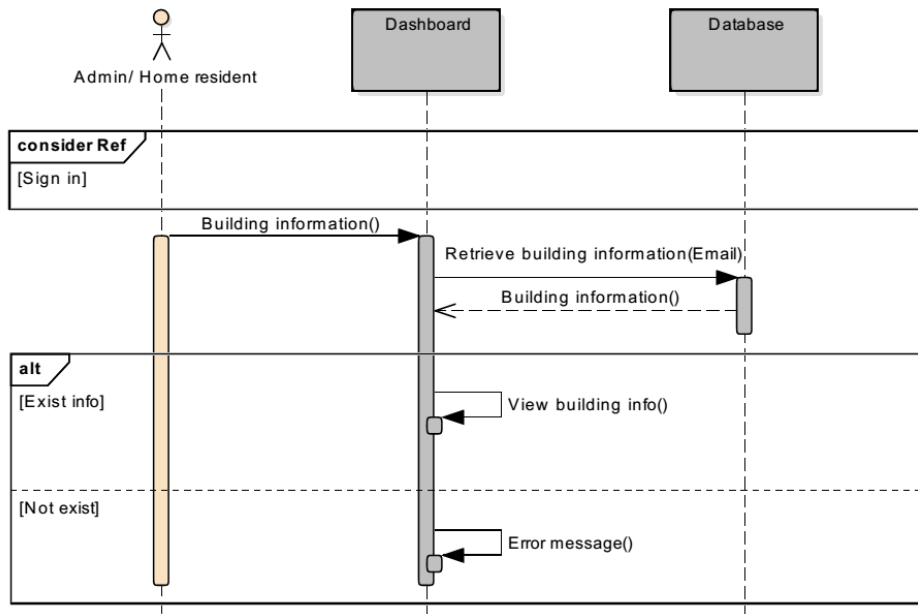 Dashboard
Database
Admin/ Home resident
consider Ref
[Sign in]
Building information()
Retrieve building information(Email)
Building information()
alt
[Exist info]
View building info()
[Not exist]
Error message()